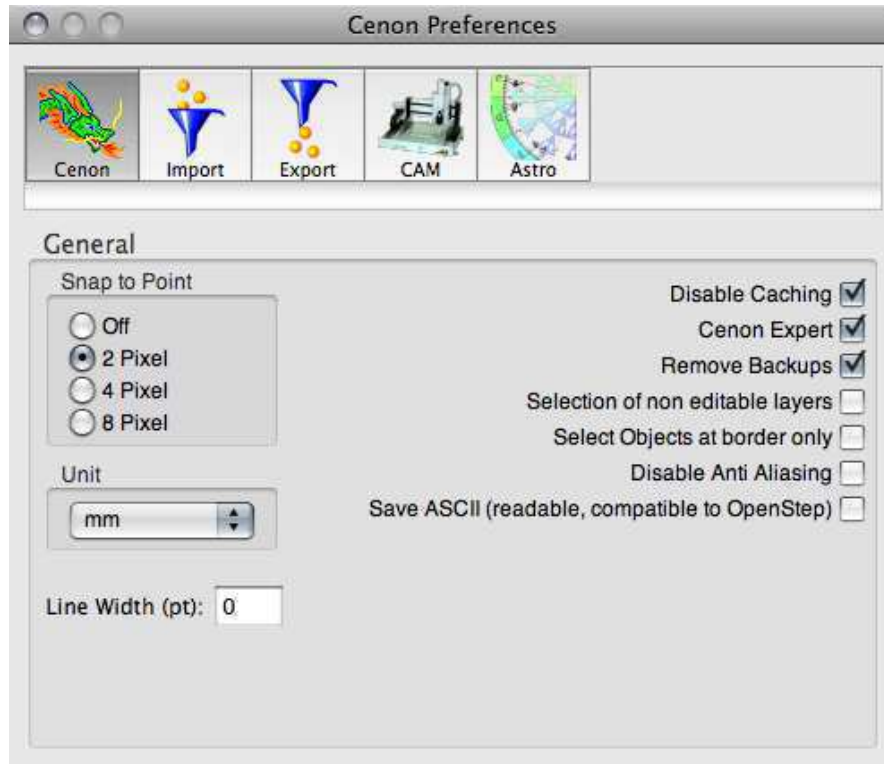 Cenon Preferences
Cenon Import Export CAM Astro
General
Snap to Point
Off
2 Pixel
4 Pixel
8 Pixel
Unit
mm
Line Width (pt): 0
Disable Caching
Cenon Expert
Remove Backups
Selection of non editable layers
Select Objects at border only
Disable Anti Aliasing
Save ASCII (readable, compatible to OpenStep)